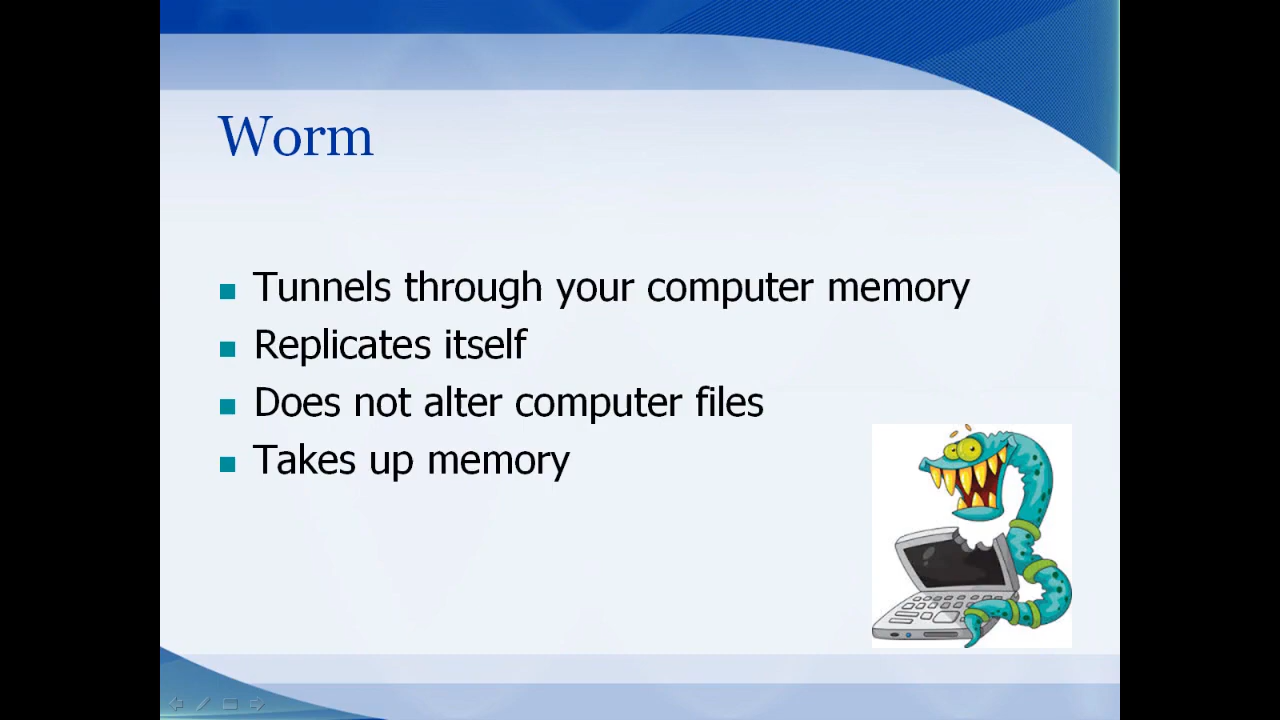 Worm
Tunnels through your computer memory
Replicates itself
Does not alter computer files
Takes up memory